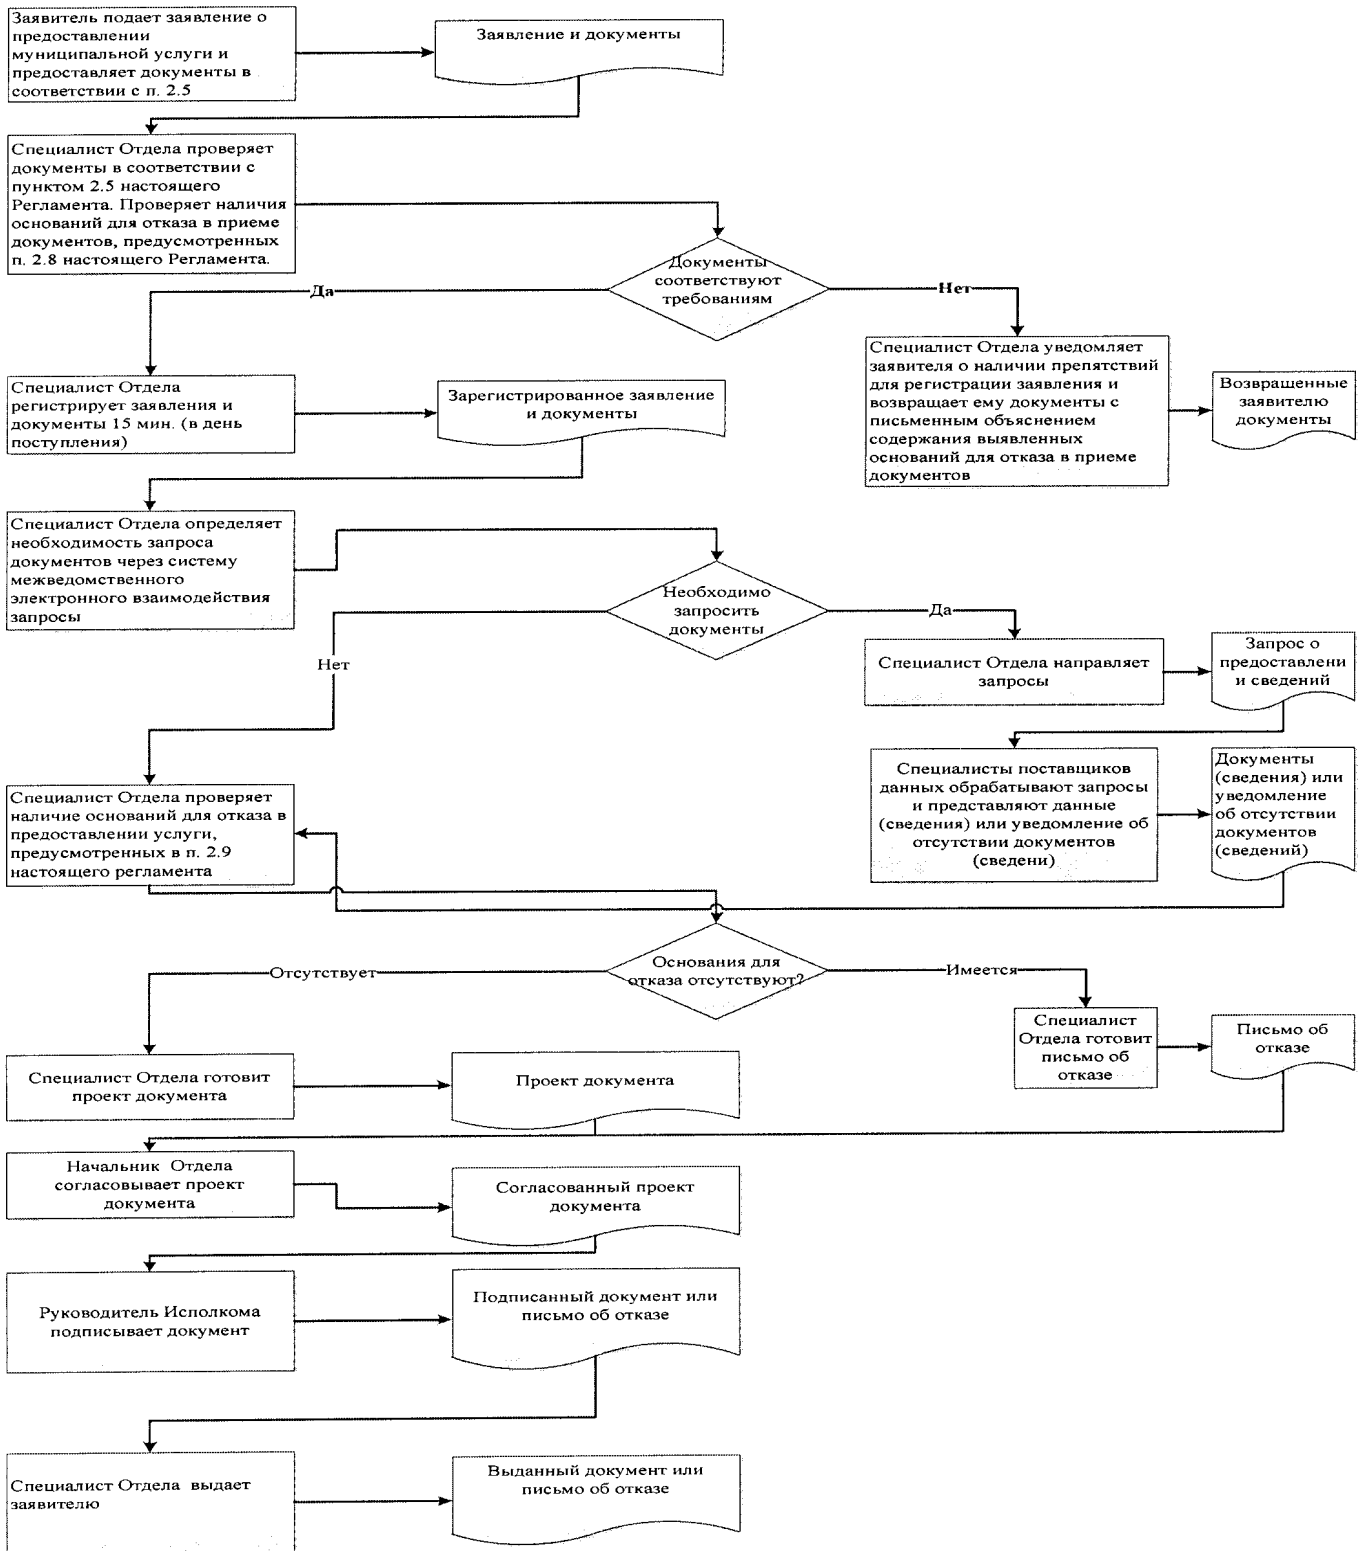 Заявитель подает заявление о
предоставлении
муниципальной услуги и
предоставляет документы в
соответствии с п. 2.5
Заявление и документы
Специалист Отдела проверяет
документы в соответствии с
пунктом 2.5 настоящего
Регламента. Проверяет наличия
оснований для отказа в приеме
документов, предусмотренных
п. 2.8 настоящего Регламента.
Документы
соответствуют
требованиям
Да
Нет
Специалист Отдела
регистрирует заявления и
документы 15 мин. (в день
поступления)
Зарегистрированное заявление
и документы
Специалист Отдела уведомляет
заявителя о наличии препятствий
для регистрации заявления и
возвращает ему документы с
письменным объяснением
содержания выявленных
оснований для отказа в приеме
документов
Возвращенные
заявителю
документы
Специалист Отдела определяет
необходимость запроса
документов через систему
межведомственного
электронного взаимодействия
запросы
Необходимо
запросить
документы
Да
Нет
Специалист Отдела направляет
запросы
Запрос о
предоставлени
и сведений
Специалисты поставщиков
данных обрабатывают запросы
и представляют данные
(сведения) или уведомление об
отсутствии документов
(сведени)
Документы
(сведения) или
уведомление
об отсутствии
документов
(сведений)
Специалист Отдела проверяет
наличие оснований для отказа в
предоставлении услуги,
предусмотренных в п. 2.9
настоящего регламента
Основания для
отказа отсутствуют?
Отсутствует
Имеется
Специалист
Отдела готовит
письмо об
отказе
Письмо об
отказе
Специалист Отдела готовит
проект документа
Проект документа
Начальник Отдела
согласовывает проект
документа
Согласованный проект
документа
Руководитель Исполкома
подписывает документ
Подписанный документ или
письмо об отказе
Специалист Отдела выдает
заявителю
Выданный документ или
письмо об отказе